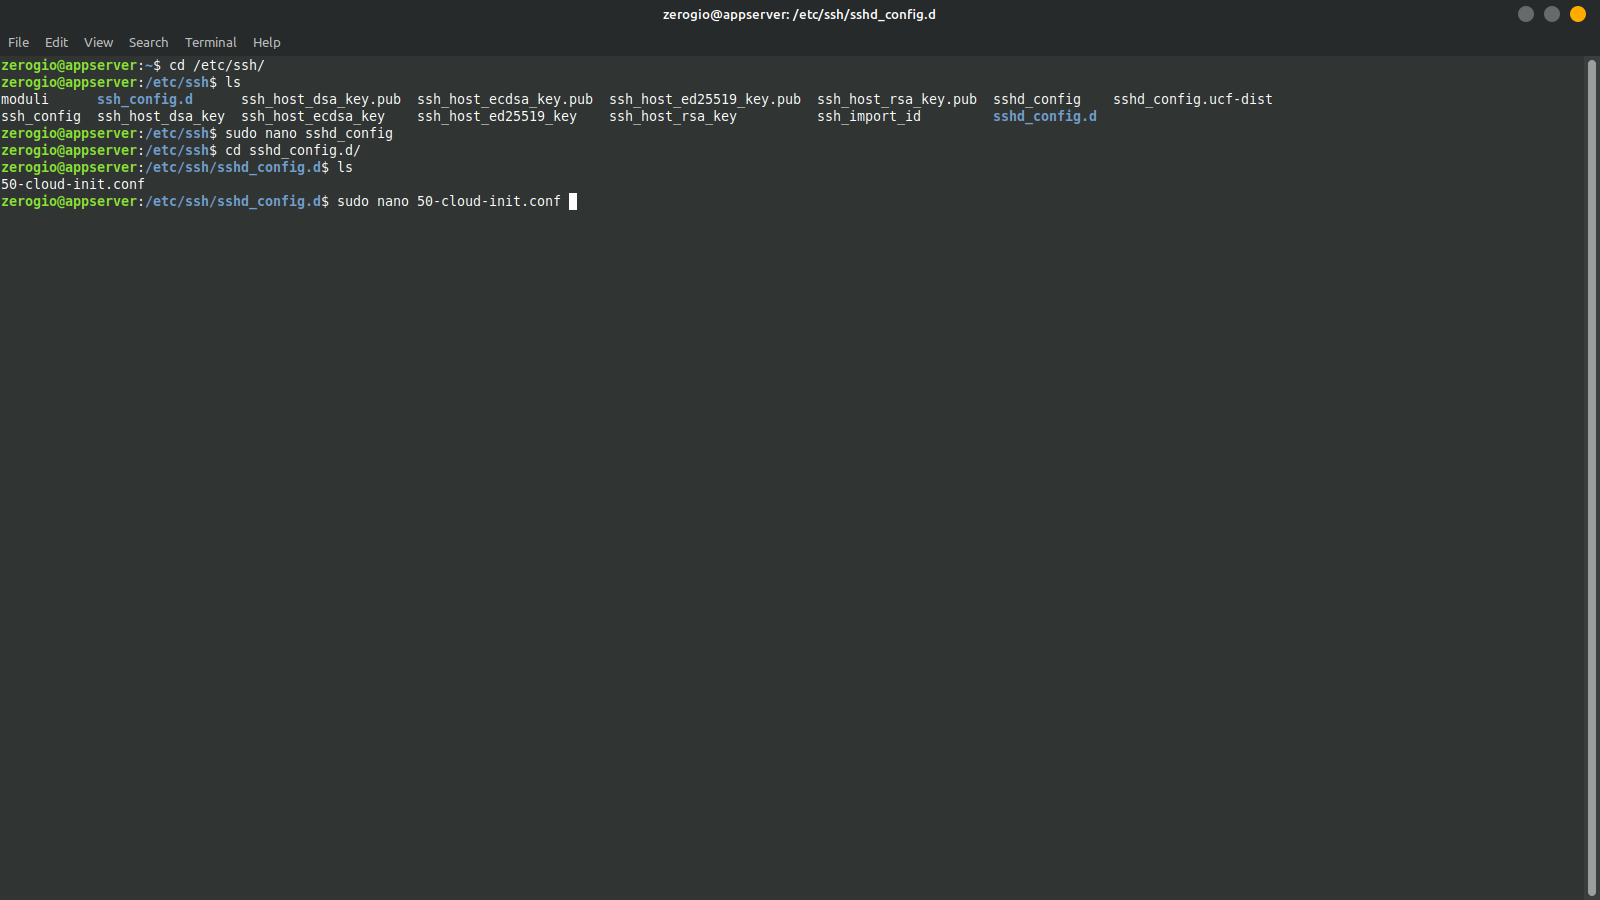 zerogio@appserver: /etc/ssh/sshd_config.d
File Edit View Search Terminal Help
zerogio@appserver:~$ cd /etc/ssh/
zerogio@appserver:/etc/ssh$ ls
moduli ssh_config.d ssh_host_dsa_key.pub ssh_host_ecdsa_key.pub ssh_host_ed25519_key.pub ssh_host_rsa_key.pub sshd_config sshd_config.ucf-dist
ssh_config ssh_host_dsa_key ssh_host_ecdsa_key ssh_host_ed25519_key ssh_host_rsa_key ssh_import_id sshd_config.d
zerogio@appserver:/etc/ssh$ sudo nano sshd_config
zerogio@appserver:/etc/ssh$ cd sshd_config.d/
zerogio@appserver:/etc/ssh/sshd_config.d$ ls
50-cloud-init.conf
zerogio@appserver:/etc/ssh/sshd_config.d$ sudo nano 50-cloud-init.conf